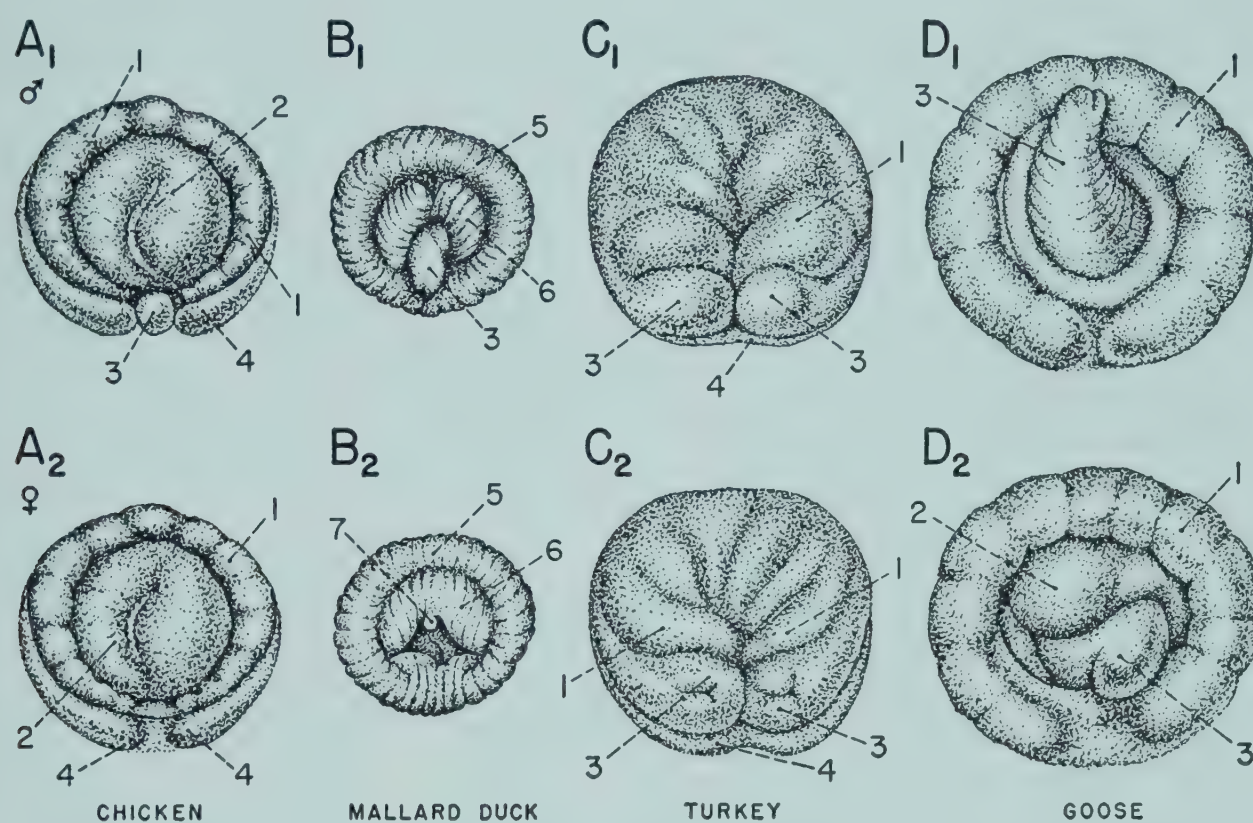 A1 B1 C1 D1
♂ 1 2 5 1 3 1
3 4 1 3 6 3 4 3
A2 B2 C2 D2
♀ 1 7 5 6 1 2 1
2 4 4 1 3 4 3 3
CHICKEN MALLARD DUCK TURKEY GOOSE